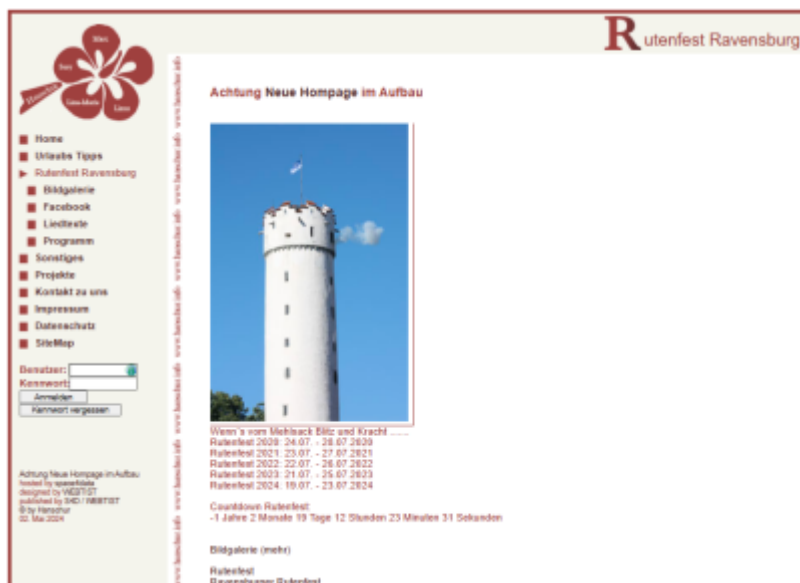 Rutenfest Ravensburg
Achtung Neue Hompage im Aufbau
Home
Urlaubs Tipps
Rutenfest Ravensburg
Bildgalerie
Facebook
Liedtexte
Programm
Sonstiges
Projekte
Kontakt zu uns
Impressum
Datenschutz
SiteMap
Benutzer:
Kennwort:
Anmelden
Kennwort vergessen
Achtung Neue Hompage im Aufbau
hosted by
designed by WEBTIST
published by / WEBTIST
© by Hanschur
02. Mai 2024
Wenn's vom Mehlsack Blitz und Kracht
Rutenfest 2020: 24.07. - 28.07.2020
Rutenfest 2021: 23.07. - 27.07.2021
Rutenfest 2022: 22.07. - 26.07.2022
Rutenfest 2023: 21.07. - 25.07.2023
Rutenfest 2024: 19.07. - 23.07.2024
Countdown Rutenfest:
-1 Jahre 2 Monate 19 Tage 12 Stunden 23 Minuten 31 Sekunden
Bildgalerie (mehr)
Rutenfest
Ravensburger Rutenfest